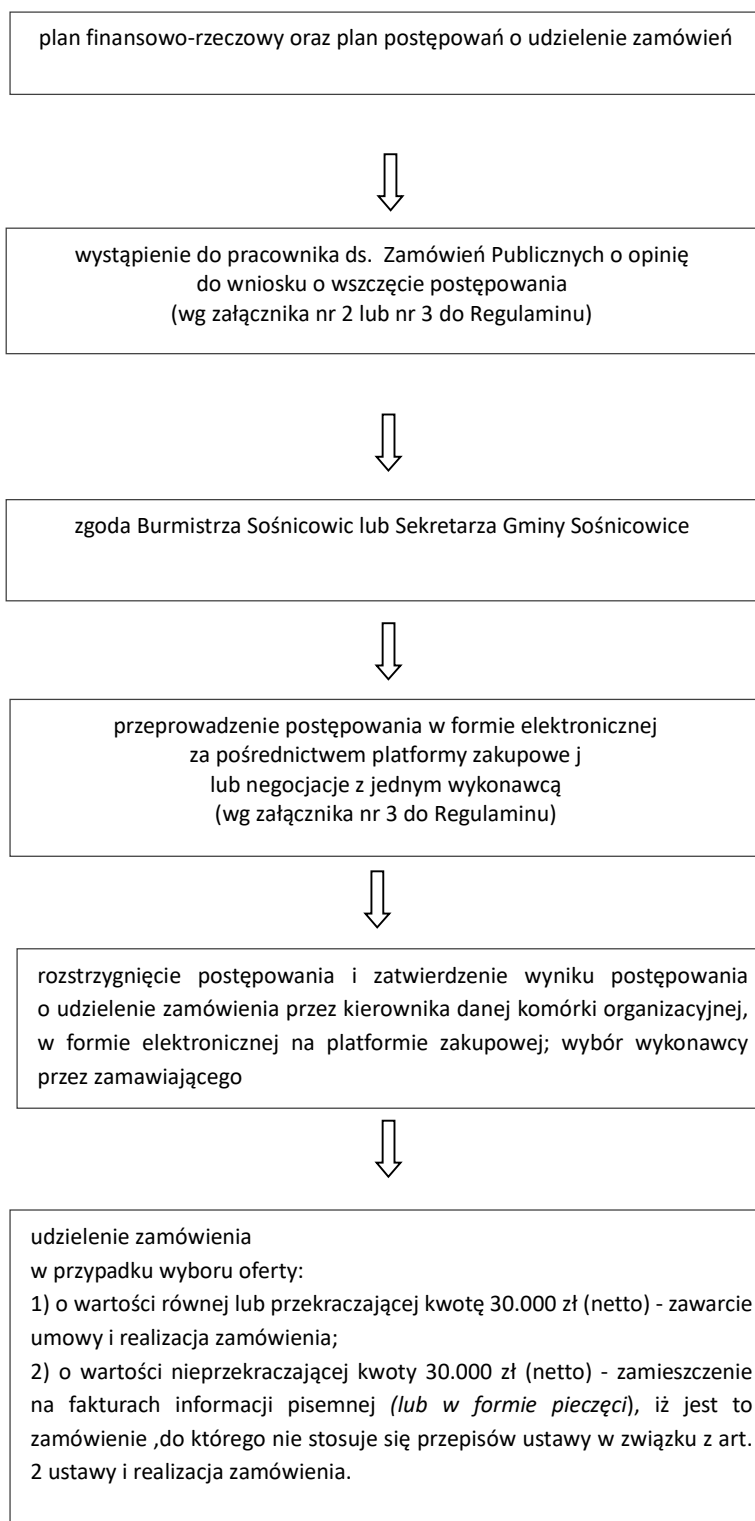 plan finansowo-rzeczowy oraz plan postępowań o udzielenie zamówień
wystąpienie do pracownika ds. Zamówień Publicznych o opinię
do wniosku o wszczęcie postępowania
(wg załącznika nr 2 lub nr 3 do Regulaminu)
zgoda Burmistrza Sośnicowic lub Sekretarza Gminy Sośnicowice
przeprowadzenie postępowania w formie elektronicznej
za pośrednictwem platformy zakupowe j
lub negocjacje z jednym wykonawcą
(wg załącznika nr 3 do Regulaminu)
rozstrzygnięcie postępowania i zatwierdzenie wyniku postępowania
o udzielenie zamówienia przez kierownika danej komórki organizacyjnej,
w formie elektronicznej na platformie zakupowej; wybór wykonawcy
przez zamawiającego
udzielenie zamówienia
w przypadku wyboru oferty:
1) o wartości równej lub przekraczającej kwotę 30.000 zł (netto) - zawarcie
umowy i realizacja zamówienia;
2) o wartości nieprzekraczającej kwoty 30.000 zł (netto) - zamieszczenie
na fakturach informacji pisemnej (lub w formie pieczęci), iż jest to
zamówienie ,do którego nie stosuje się przepisów ustawy w związku z art.
2 ustawy i realizacja zamówienia.